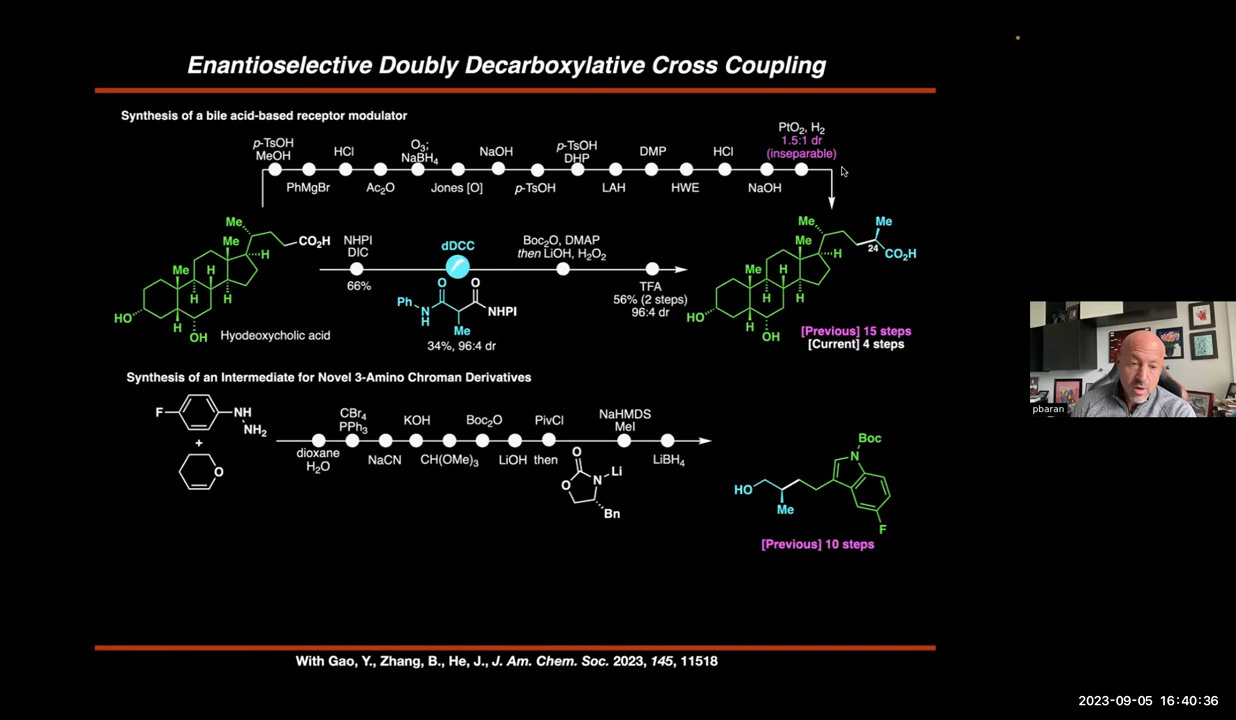 Enantioselective Doubly Decarboxylative Cross Coupling
Synthesis of a bile acid-based receptor modulator
p-TsOH
MeOH
PhMgBr
HCl
Ac2O
O3;
NaBH4
Jones [O]
NaOH
p-TsOH
p-TsOH
DHP
LAH
DMP
HWE
HCl
NaOH
PtO2, H2
1.5:1 dr
(inseparable)
Me
Me
Me
CO2H
H
H
H
H
H
HO
OH
Hyodeoxycholic acid
NHPI
DIC
66%
dDCC
O
O
Ph
N
H
NHPI
Me
34%, 96:4 dr
Boc2O, DMAP
then LiOH, H2O2
TFA
56% (2 steps)
96:4 dr
Me
Me
Me
Me
24
CO2H
H
H
H
H
H
HO
OH
[Previous] 15 steps
[Current] 4 steps
Synthesis of an Intermediate for Novel 3-Amino Chroman Derivatives
F
NH
NH2
+
O
dioxane
H2O
CBr4
PPh3
NaCN
KOH
CH(OMe)3
Boc2O
LiOH then
PivCl
O
O
N
Li
Bn
NaHMDS
MeI
LiBH4
Boc
N
HO
Me
F
[Previous] 10 steps
With Gao, Y., Zhang, B., He, J., J. Am. Chem. Soc. 2023, 145, 11518
pbaran
2023-09-05 16:40:36